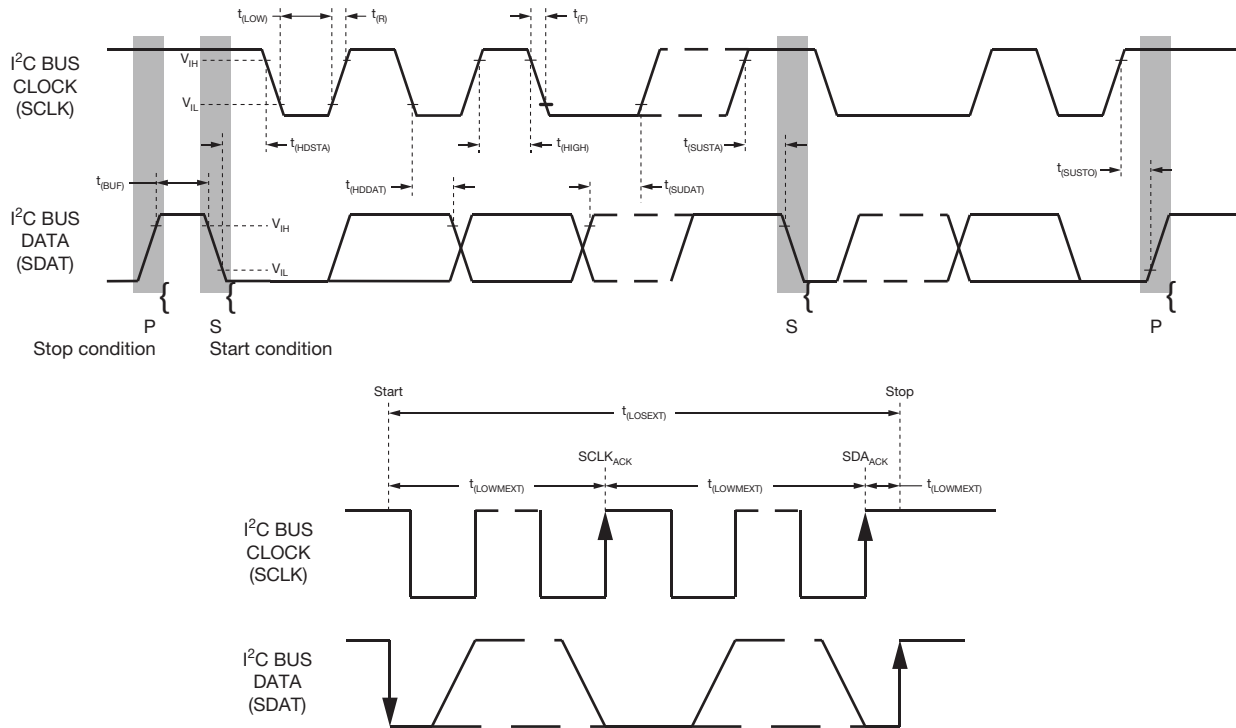 t(LOW) t(R) t(F)
I²C BUS
CLOCK
(SCLK)
VIH
VIL
t(HDSTA) t(HIGH) t(SUSTA)
t(SUSTO)
t(BUF) t(HDDAT) t(SUDAT)
I²C BUS
DATA
(SDAT)
VIH
VIL
{ { { {
P S S P
Stop condition Start condition
Start Stop
t(LOSEXT)
SCLKACK SDAACK
t(LOWMEXT) t(LOWMEXT) t(LOWMEXT)
I²C BUS
CLOCK
(SCLK)
I²C BUS
DATA
(SDAT)